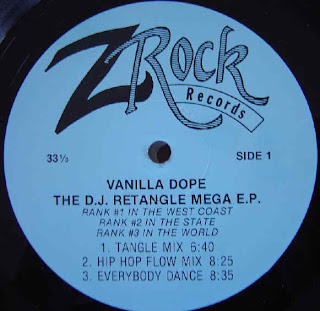 Z Rock
Records
33⅓
SIDE 1
VANILLA DOPE
THE D.J. RETANGLE MEGA E.P.
RANK #1 IN THE WEST COAST
RANK #2 IN THE STATE
RANK #3 IN THE WORLD
1. TANGLE MIX 6:40
2. HIP HOP FLOW MIX 8:25
3. EVERYBODY DANCE 8:35